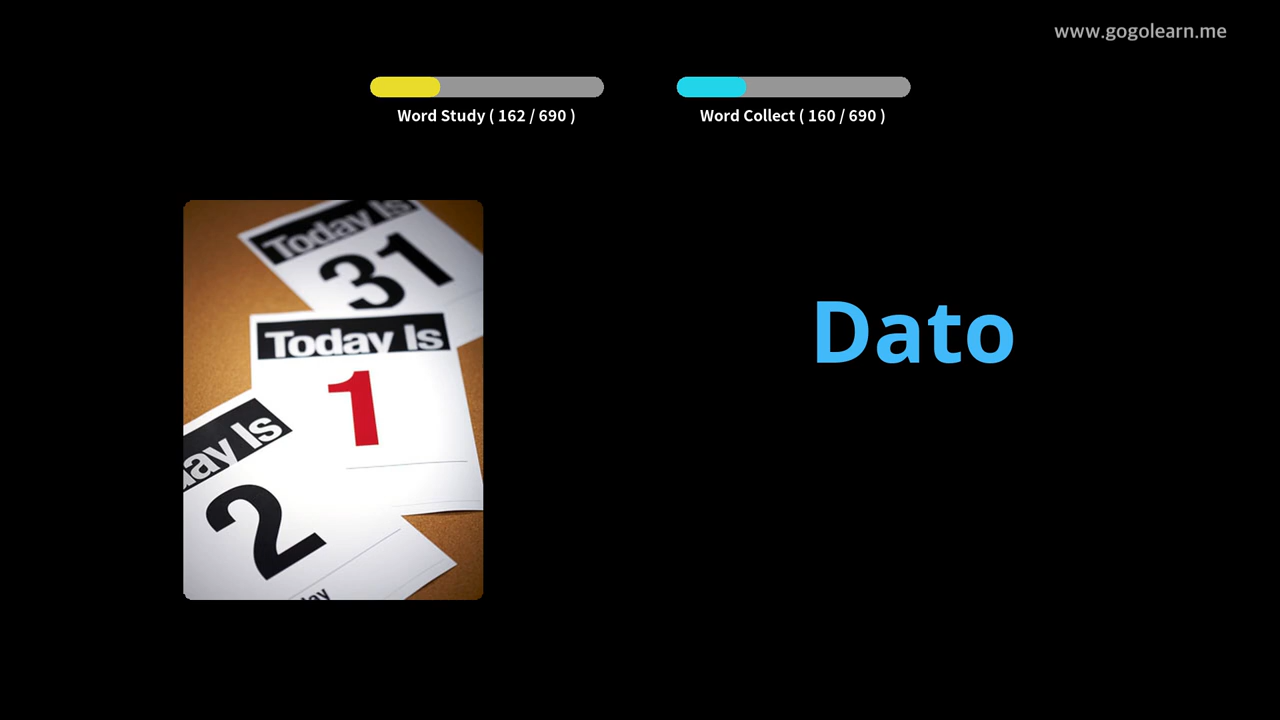 www.gogolearn.me
Word Study ( 162 / 690 )
Word Collect ( 160 / 690 )
Today Is
31
Today Is
1
ay Is
2
ay
Dato